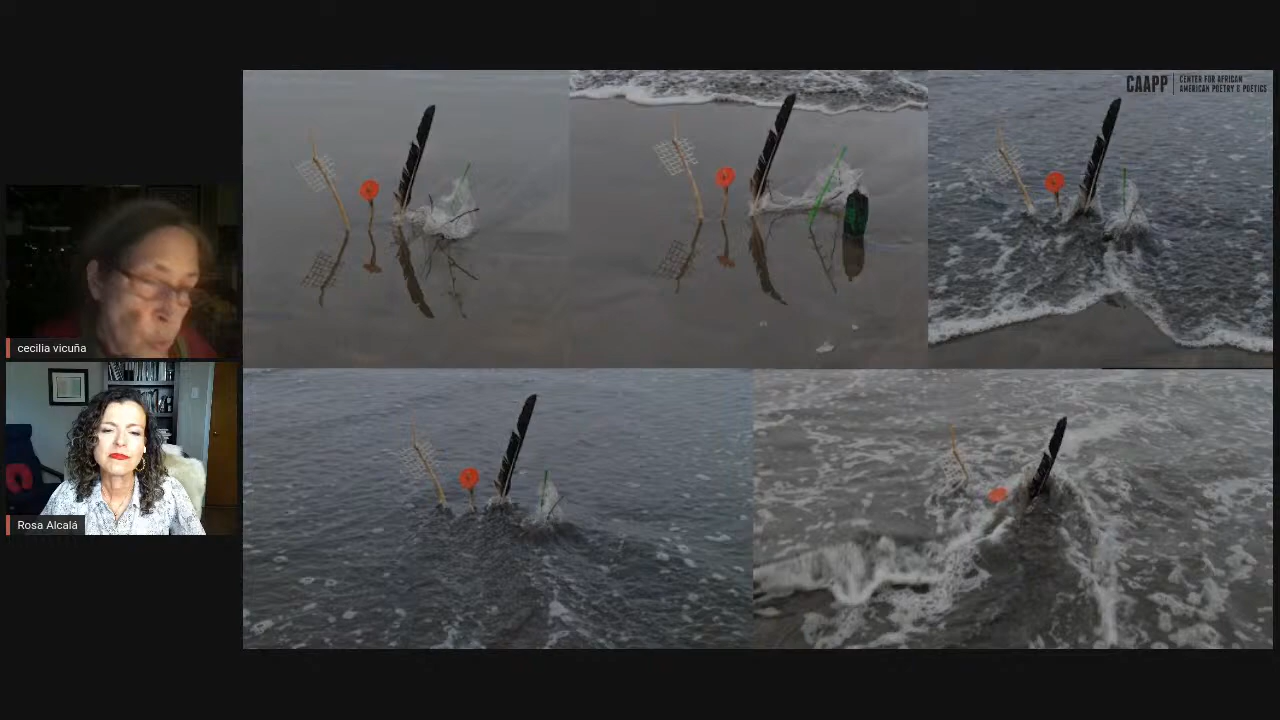 CAAPP
CENTER FOR AFRICAN
AMERICAN POETRY & POETICS
cecilia vicuña
Rosa Alcalá